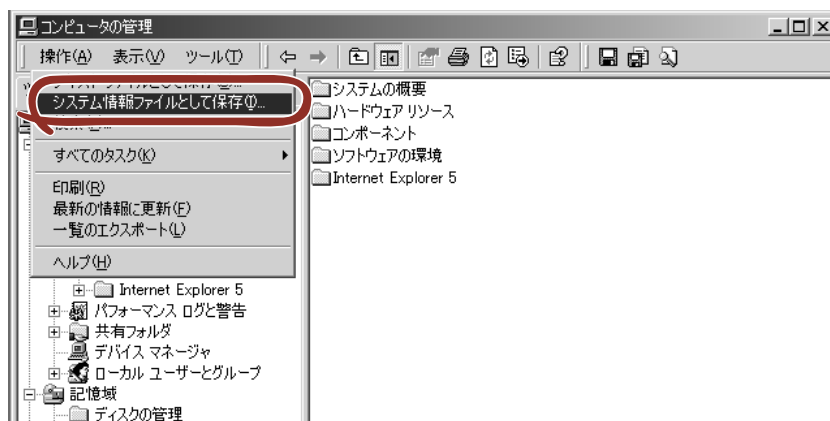 コンピュータの管理
操作(A) 表示(V) ツール(T)
システム情報ファイルとして保存(I)...
すべてのタスク(K)
印刷(R)
最新の情報に更新(F)
一覧のエクスポート(L)
ヘルプ(H)
Internet Explorer 5
パフォーマンス ログと警告
共有フォルダ
デバイス マネージャ
ローカル ユーザーとグループ
記憶域
ディスクの管理
システムの概要
ハードウェア リソース
コンポーネント
ソフトウェアの環境
Internet Explorer 5